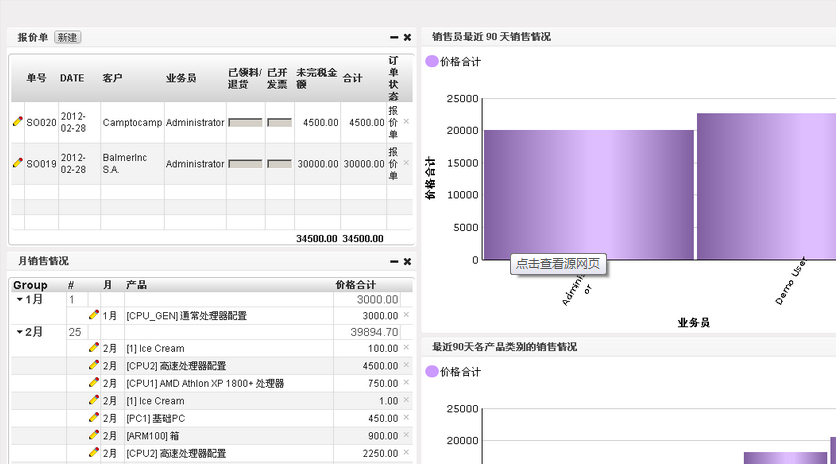 报价单 新建
单号 DATE 客户 业务员 已领料/退货 已开发票 未完税金额 合计 订单状态
SO020 2012-02-28 Camptocamp Administrator 4500.00 4500.00 报价单
SO019 2012-02-28 BalmerInc S.A. Administrator 30000.00 30000.00 报价单
34500.00 34500.00
月销售情况
Group # 月 产品 价格合计
1月 1 3000.00
1月 [CPU_GEN] 通常处理器配置 3000.00
2月 25 39894.70
2月 [1] Ice Cream 100.00
2月 [CPU2] 高速处理器配置 4500.00
2月 [CPU1] AMD Athlon XP 1800+ 处理器 750.00
2月 [1] Ice Cream 1.00
2月 [PC1] 基础PC 450.00
2月 [ARM100] 箱 900.00
2月 [CPU2] 高速处理器配置 2250.00
销售员最近 90 天销售情况
价格合计
25000
20000
15000
10000
5000
0
价格合计
点击查看源网页
Demo User
业务员
最近90天各产品类别的销售情况
价格合计
25000
20000